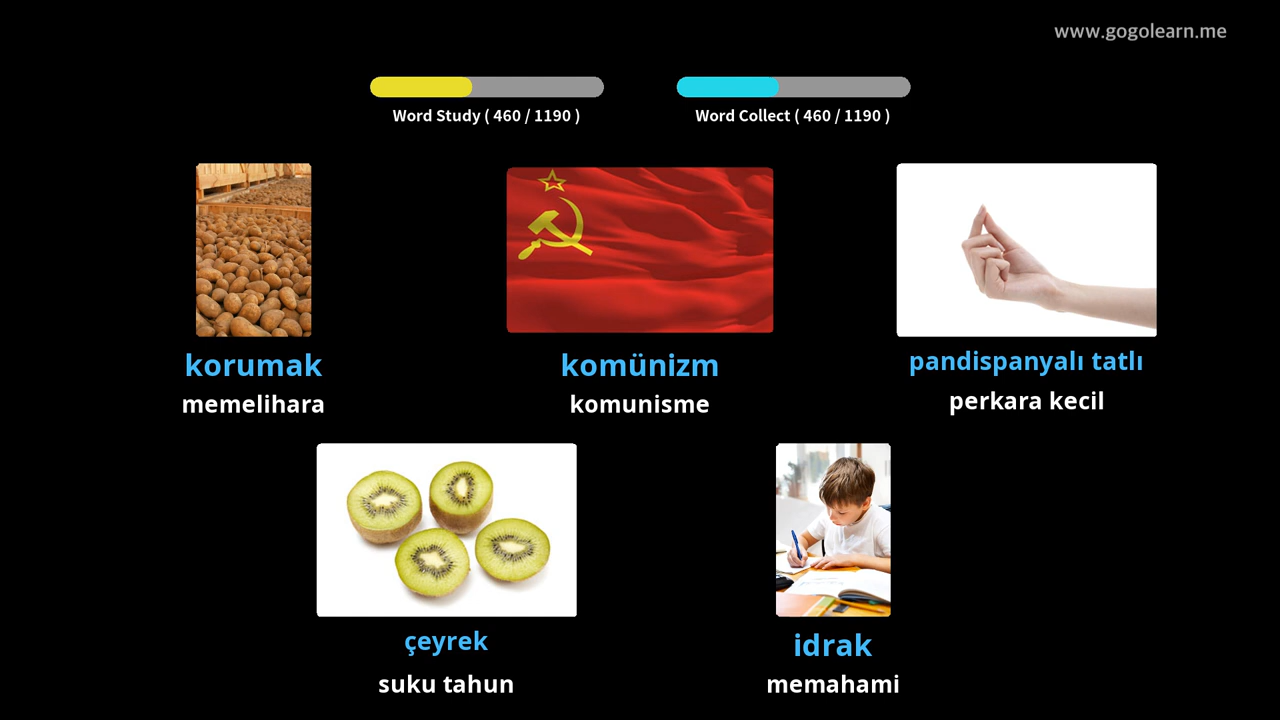 www.gogolearn.me
Word Study ( 460 / 1190 )
Word Collect ( 460 / 1190 )
korumak
memelihara
komünizm
komunisme
pandispanyalı tatlı
perkara kecil
çeyrek
suku tahun
idrak
memahami